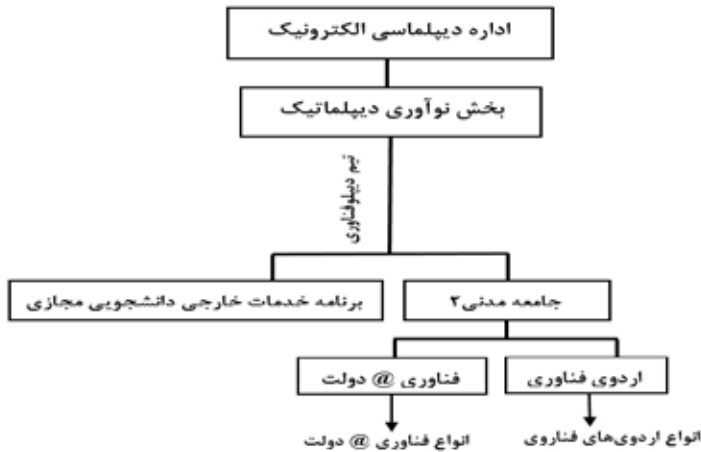 اداره دیپلماسی الکترونیک
بخش نوآوری دیپلماتیک
تیم دیپلوفناوری
جامعه مدنی۲
برنامه خدمات خارجی دانشجویی مجازی
اردوی فناوری
فناوری @ دولت
انواع اردوی‌های فناروی
انواع فناوری @ دولت